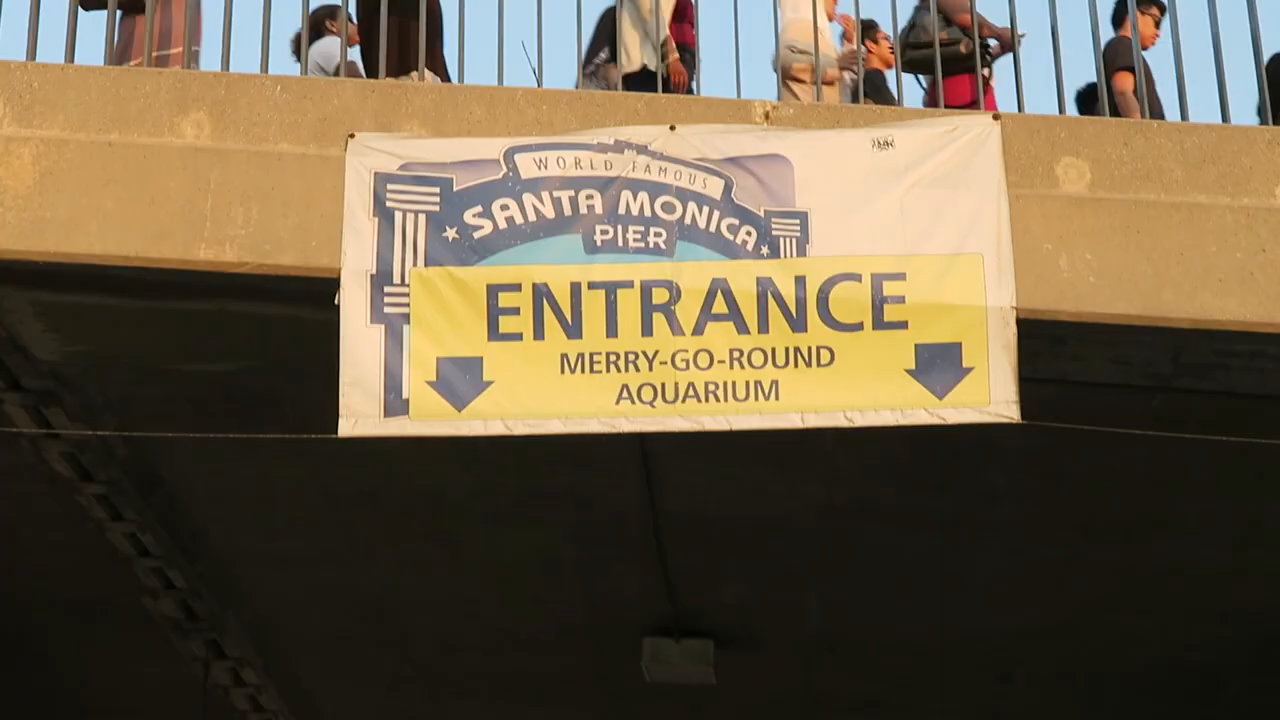 WORLD FAMOUS
SANTA MONICA
PIER
ENTRANCE
MERRY-GO-ROUND
AQUARIUM